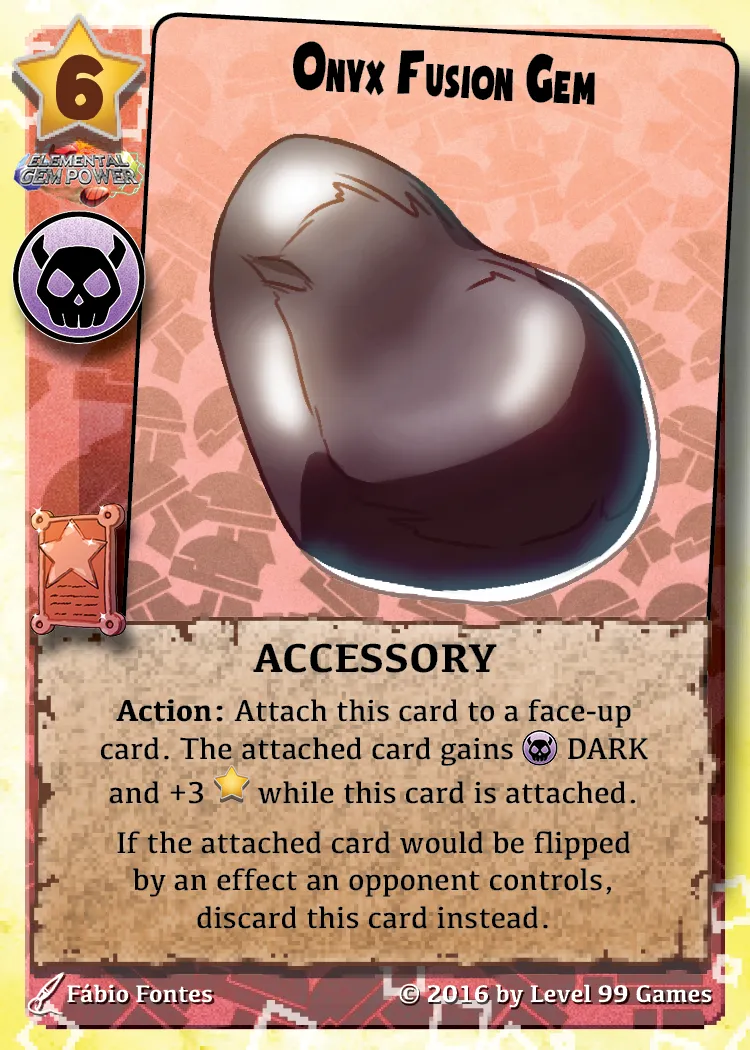 6
ONYX FUSION GEM
ELEMENTAL
GEM POWER
ACCESSORY
Action: Attach this card to a face-up
card. The attached card gains DARK
and +3 while this card is attached.
If the attached card would be flipped
by an effect an opponent controls,
discard this card instead.
Fábio Fontes
© 2016 by Level 99 Games